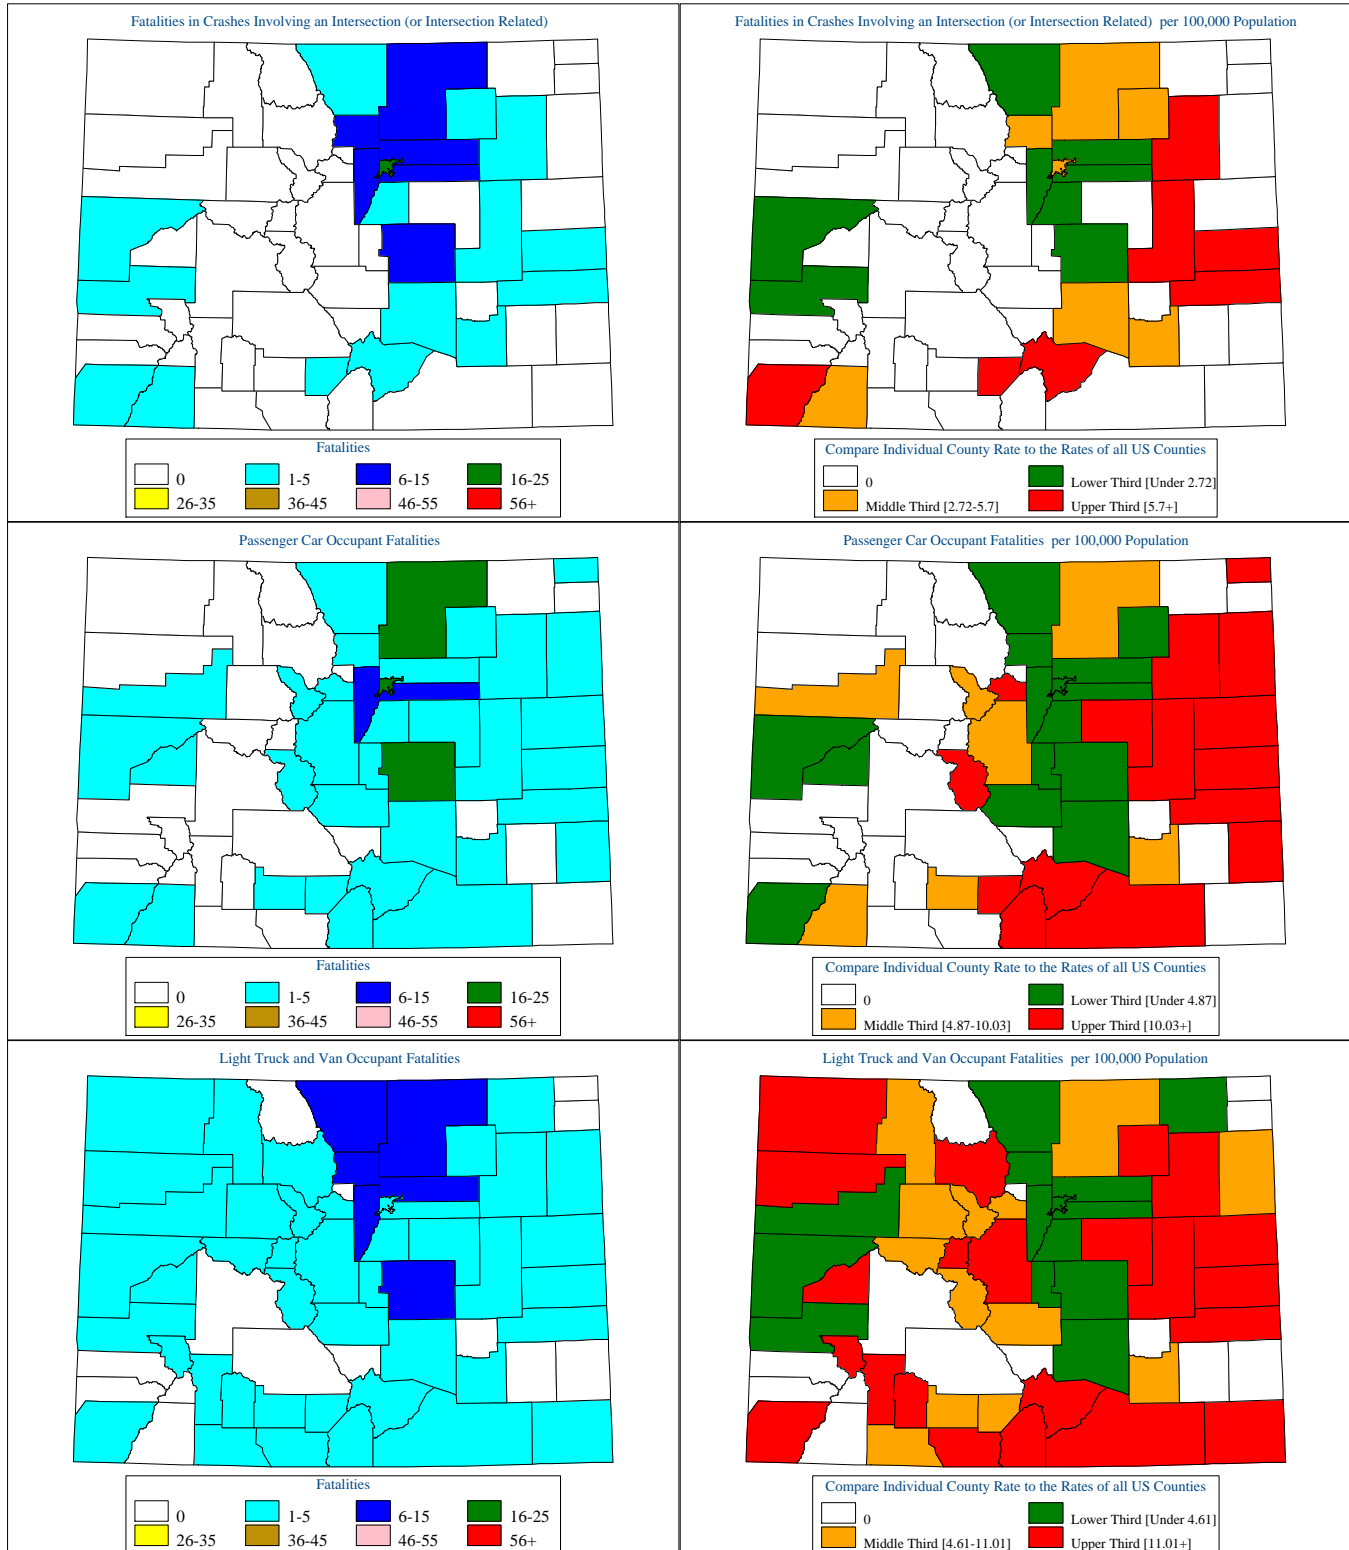 Fatalities in Crashes Involving an Intersection (or Intersection Related)
Fatalities
0
1-5
6-15
16-25
26-35
36-45
46-55
56+
Fatalities in Crashes Involving an Intersection (or Intersection Related) per 100,000 Population
Compare Individual County Rate to the Rates of all US Counties
0
Lower Third [Under 2.72]
Middle Third [2.72-5.7]
Upper Third [5.7+]
Passenger Car Occupant Fatalities
Fatalities
0
1-5
6-15
16-25
26-35
36-45
46-55
56+
Passenger Car Occupant Fatalities per 100,000 Population
Compare Individual County Rate to the Rates of all US Counties
0
Lower Third [Under 4.87]
Middle Third [4.87-10.03]
Upper Third [10.03+]
Light Truck and Van Occupant Fatalities
Fatalities
0
1-5
6-15
16-25
26-35
36-45
46-55
56+
Light Truck and Van Occupant Fatalities per 100,000 Population
Compare Individual County Rate to the Rates of all US Counties
0
Lower Third [Under 4.61]
Middle Third [4.61-11.01]
Upper Third [11.01+]